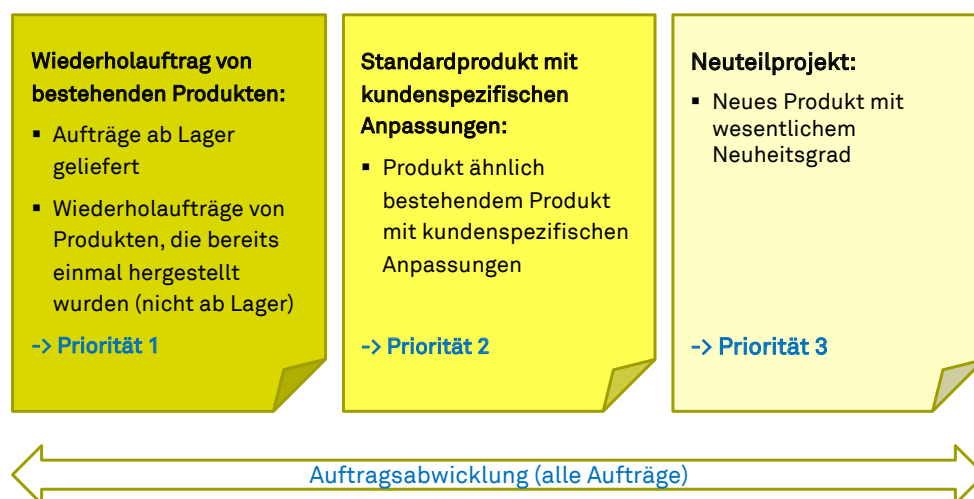 Wiederholauftrag von
bestehenden Produkten:
▪ Aufträge ab Lager
geliefert
▪ Wiederholaufträge von
Produkten, die bereits
einmal hergestellt
wurden (nicht ab Lager)
-> Priorität 1
Standardprodukt mit
kundenspezifischen
Anpassungen:
▪ Produkt ähnlich
bestehendem Produkt
mit kundenspezifischen
Anpassungen
-> Priorität 2
Neuteilprojekt:
▪ Neues Produkt mit
wesentlichem
Neuheitsgrad
-> Priorität 3
Auftragsabwicklung (alle Aufträge)